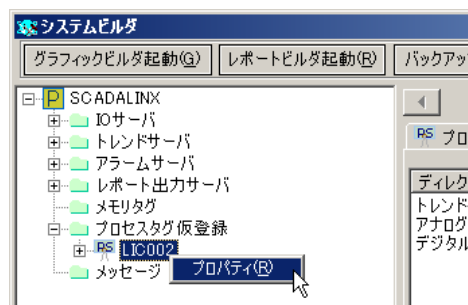 システムビルダ
グラフィックビルダ起動(G) レポートビルダ起動(R) バックアッ
SCADALINX
IOサーバ
トレンドサーバ
アラームサーバ
レポート出力サーバ
メモリタグ
プロセスタグ仮登録
RS LIC002
メッセージ
プロパティ(R)
RS プロ
ディレク
トレンド
アナログ
デジタル